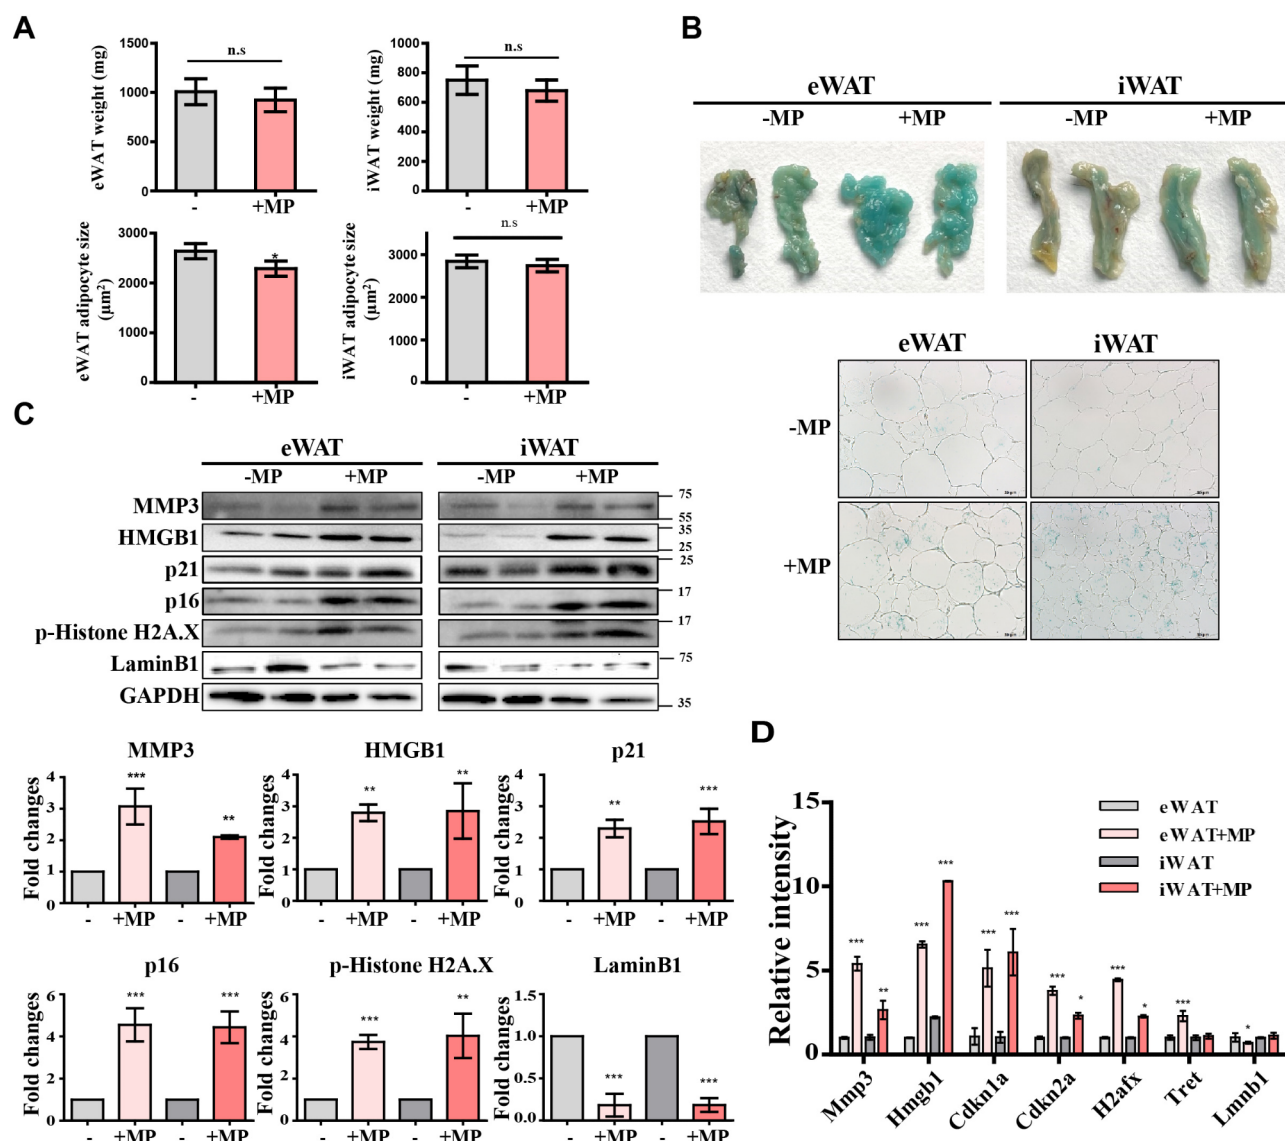 A
1500
1000
500
0
eWAT weight (mg)
n.s
-
+MP
1000
800
600
400
200
0
iWAT weight (mg)
n.s
-
+MP
3000
2000
1000
0
eWAT adipocyte size
(µm²)
*
-
+MP
3000
2000
1000
0
iWAT adipocyte size
(µm²)
n.s
-
+MP
B
eWAT iWAT
-MP +MP -MP +MP
eWAT iWAT
-MP
+MP
C
eWAT iWAT
-MP +MP -MP +MP
MMP3 75
55
HMGB1 35
25
p21 25
p16 17
p-Histone H2A.X 17
LaminB1 75
GAPDH 35
MMP3
Fold changes
4
3
2
1
0
*** **
- +MP - +MP
HMGB1
Fold changes
4
3
2
1
0
** **
- +MP - +MP
p21
Fold changes
4
3
2
1
0
** ***
- +MP - +MP
p16
Fold changes
6
4
2
0
*** ***
- +MP - +MP
p-Histone H2A.X
Fold changes
6
4
2
0
*** **
- +MP - +MP
LaminB1
Fold changes
1.5
1.0
0.5
0.0
*** ***
- +MP - +MP
D
Relative intensity
15
10
5
0
eWAT
eWAT+MP
iWAT
iWAT+MP
*** ** *** *** *** *** *** * *** * *** *
Mmp3 Hmgb1 Cdkn1a Cdkn2a H2afx Tret Lmnb1